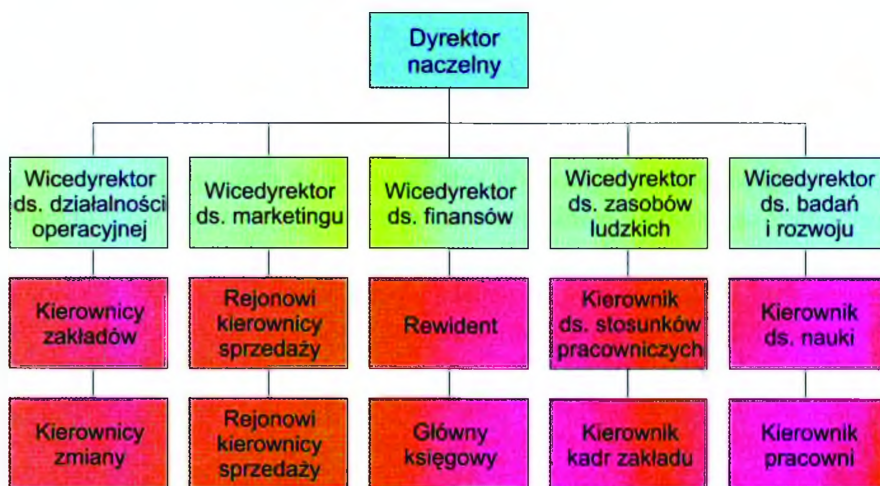 Dyrektor
naczelny
Wicedyrektor
ds. działalności
operacyjnej
Wicedyrektor
ds. marketingu
Wicedyrektor
ds. finansów
Wicedyrektor
ds. zasobów
ludzkich
Wicedyrektor
ds. badań
i rozwoju
Kierownicy
zakładów
Rejonowi
kierownicy
sprzedaży
Rewident
Kierownik
ds. stosunków
pracowniczych
Kierownik
ds. nauki
Kierownicy
zmiany
Rejonowi
kierownicy
sprzedaży
Główny
księgowy
Kierownik
kadr zakładu
Kierownik
pracowni